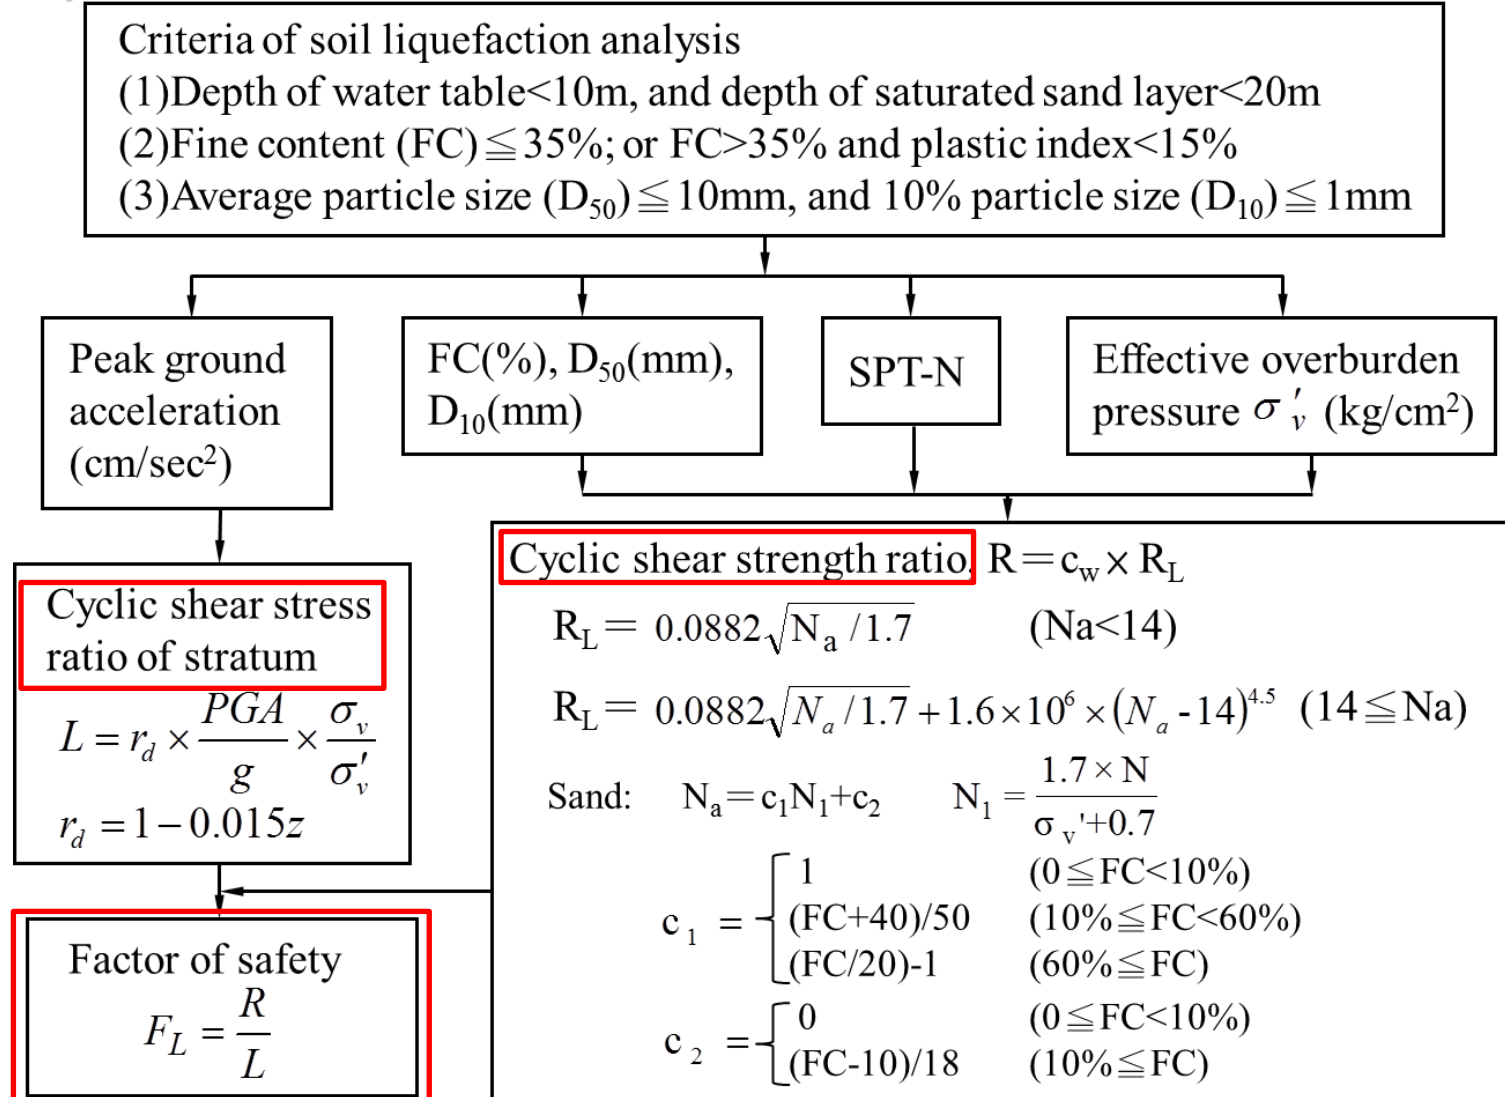 Criteria of soil liquefaction analysis
(1)Depth of water table<10m, and depth of saturated sand layer<20m
(2)Fine content (FC)≦35%; or FC>35% and plastic index<15%
(3)Average particle size (D₅₀)≦10mm, and 10% particle size (D₁₀)≦1mm
Peak ground
acceleration
(cm/sec²)
FC(%), D₅₀(mm),
D₁₀(mm)
SPT-N
Effective overburden
pressure σ′ᵥ (kg/cm²)
Cyclic shear stress
ratio of stratum
L = r_d × PGA/g × σᵥ/σ′ᵥ
r_d = 1−0.015z
Cyclic shear strength ratio, R＝c_w × R_L
R_L＝ 0.0882√(Nₐ/1.7) (Na<14)
R_L＝ 0.0882√(Nₐ/1.7) + 1.6×10⁶ × (Nₐ-14)⁴·⁵ (14≦Na)
Sand: Nₐ＝c₁N₁+c₂ N₁ = 1.7×N/(σᵥ'+0.7)
c₁ = { 1 (0≦FC<10%)
(FC+40)/50 (10%≦FC<60%)
(FC/20)-1 (60%≦FC)
c₂ = { 0 (0≦FC<10%)
(FC-10)/18 (10%≦FC)
Factor of safety
F_L = R/L